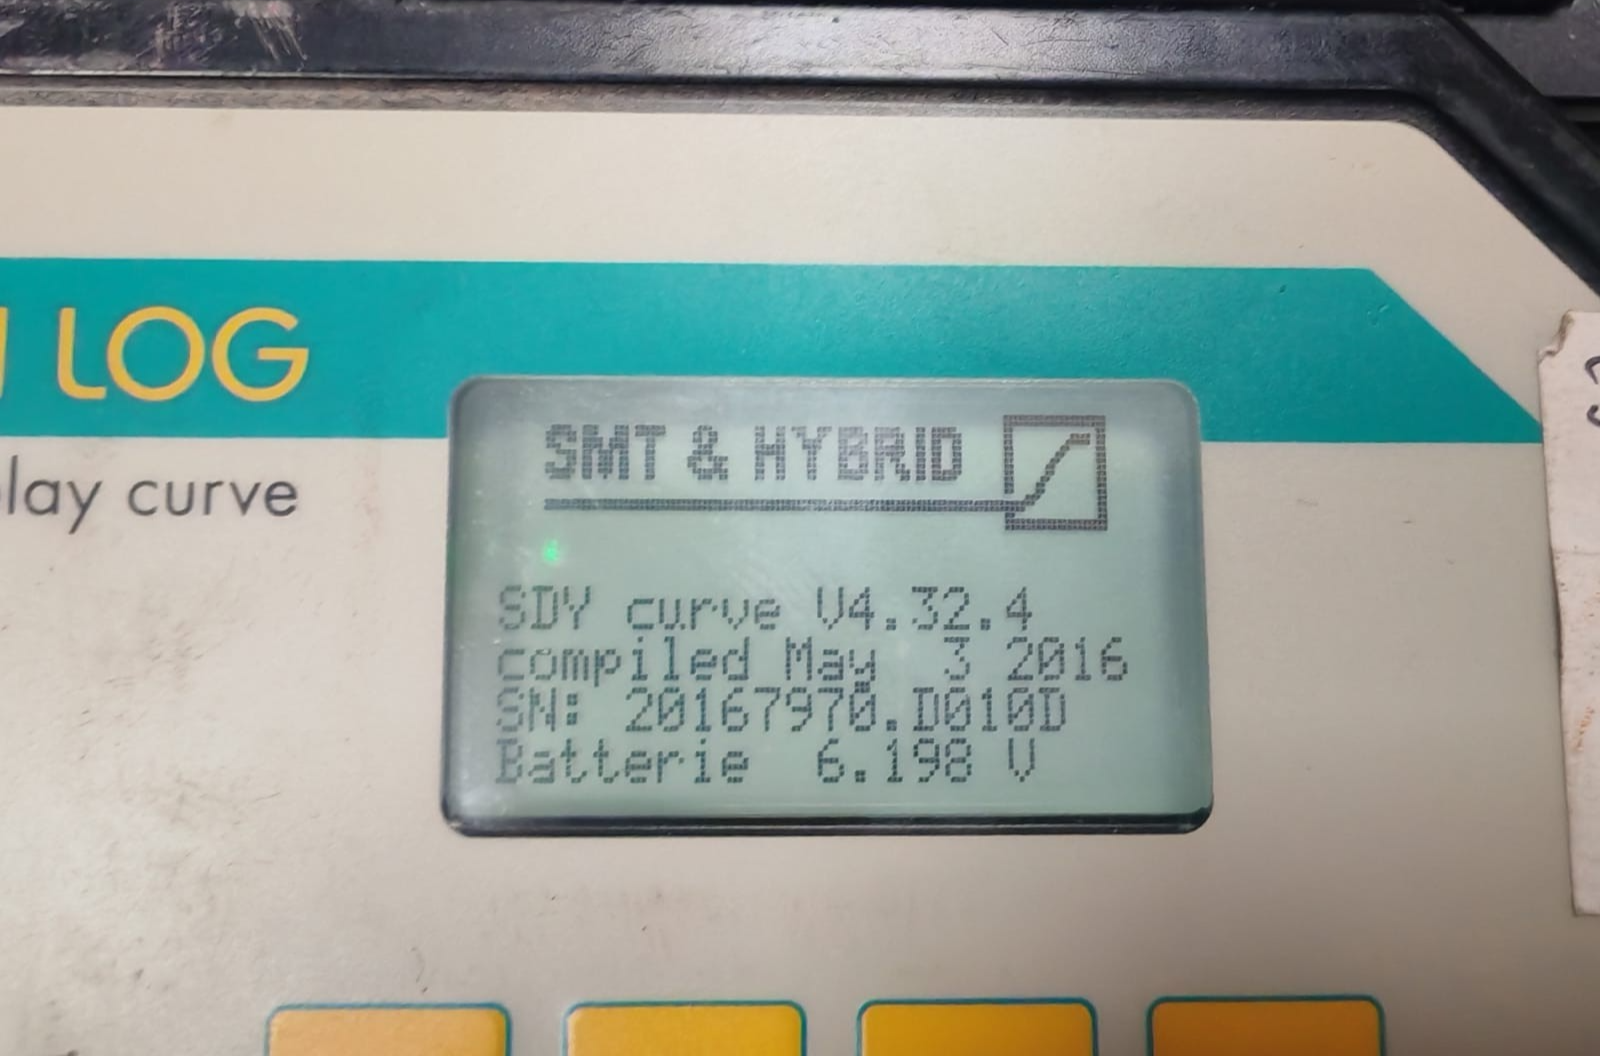 LOG
lay curve
SMT & HYBRID
SDY curve V4.32.4
compiled May  3 2016
SN: 20167970.D010D
Batterie  6.198 V